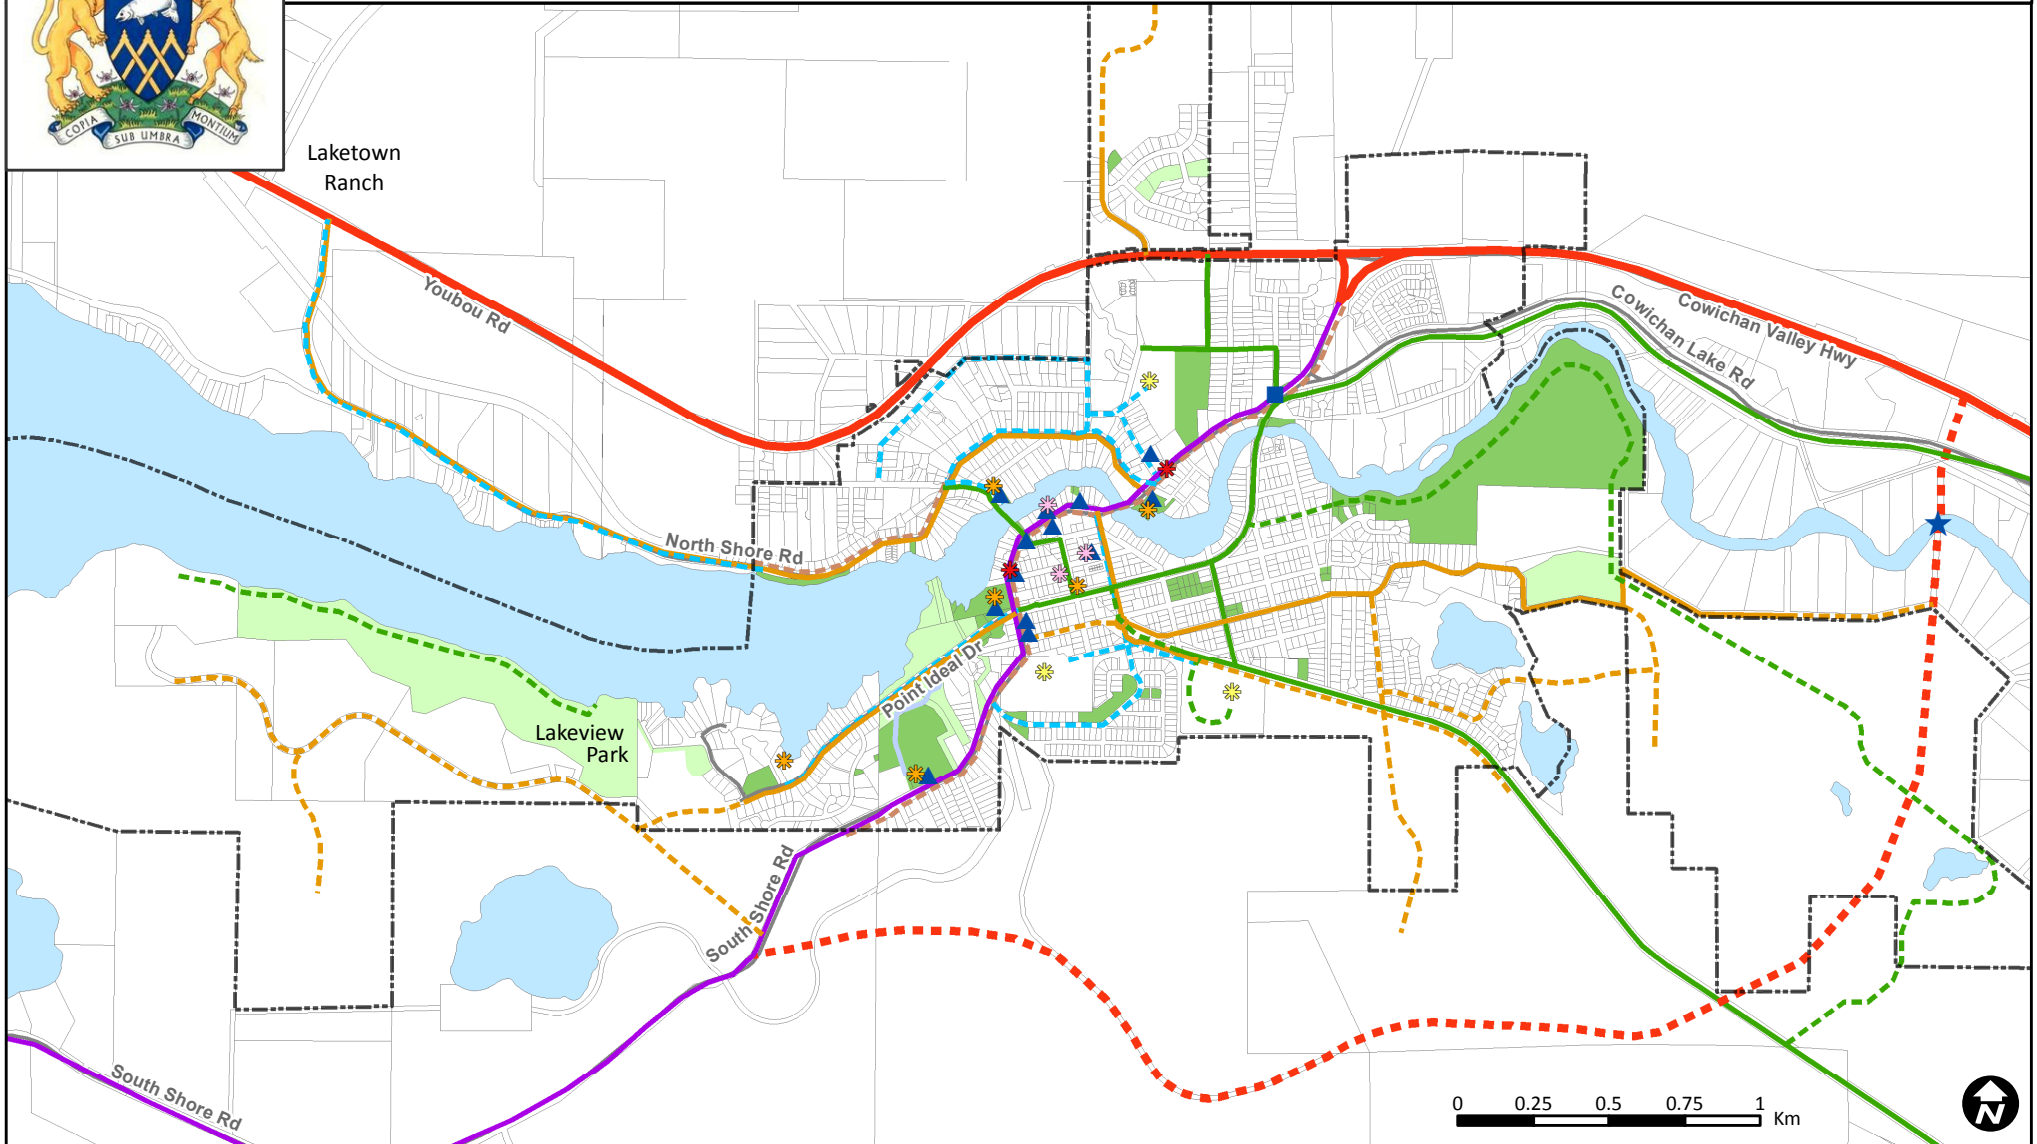 COPIA
SUB UMBRA
MONTIUM
Laketown
Ranch
Youbou Rd
Cowichan Valley Hwy
Cowichan Lake Rd
North Shore Rd
Point Ideal Dr
Lakeview
Park
South Shore Rd
South Shore Rd
0 0.25 0.5 0.75 1
Km
N